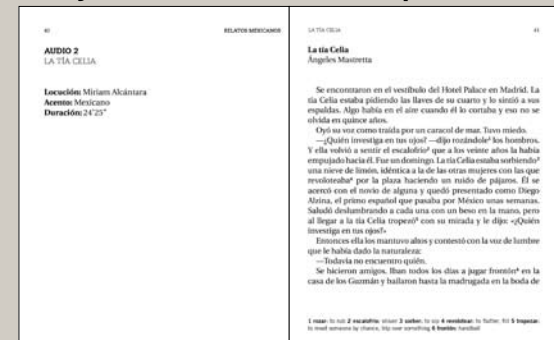 40
RELATOS MEXICANOS
AUDIO 2
LA TÍA CELIA
Locución: Miriam Alcántara
Acento: Mexicano
Duración: 24'25"
LA TÍA CELIA
41
La tía Celia
Ángeles Mastretta
Se encontraron en el vestíbulo del Hotel Palace en Madrid. La
tía Celia estaba pidiendo las llaves de su cuarto y lo sintió a sus
espaldas. Algo había en el aire cuando él lo cortaba y eso no se
olvida en quince años.
Oyó su voz como traída por un caracol de mar. Tuvo miedo.
—¿Quién investiga en tus ojos? —dijo rozándole¹ los hombros.
Y ella volvió a sentir el escalofrío² que a los veinte años la había
empujado hacia él. Fue un domingo. La tía Celia estaba sorbiendo³
una nieve de limón, idéntica a la de las otras mujeres con las que
revoloteaba⁴ por la plaza haciendo un ruido de pájaros. Él se
acercó con el novio de alguna y quedó presentado como Diego
Alzina, el primo español que pasaba por México unas semanas.
Saludó deslumbrando a cada una con un beso en la mano, pero
al llegar a la tía Celia tropezó⁵ con su mirada y le dijo: «¿Quién
investiga en tus ojos?»
Entonces ella los mantuvo altos y contestó con la voz de lumbre
que le había dado la naturaleza:
—Todavía no encuentro quién.
Se hicieron amigos. Iban todos los días a jugar frontón⁶ en la
casa de los Guzmán y bailaron hasta la madrugada en la boda de
1 rozar: to rub 2 escalofrío: shiver 3 sorber: to sip 4 revolotear: to flutter, flit 5 tropezar:
to meet someone by chance, trip over something 6 frontón: handball